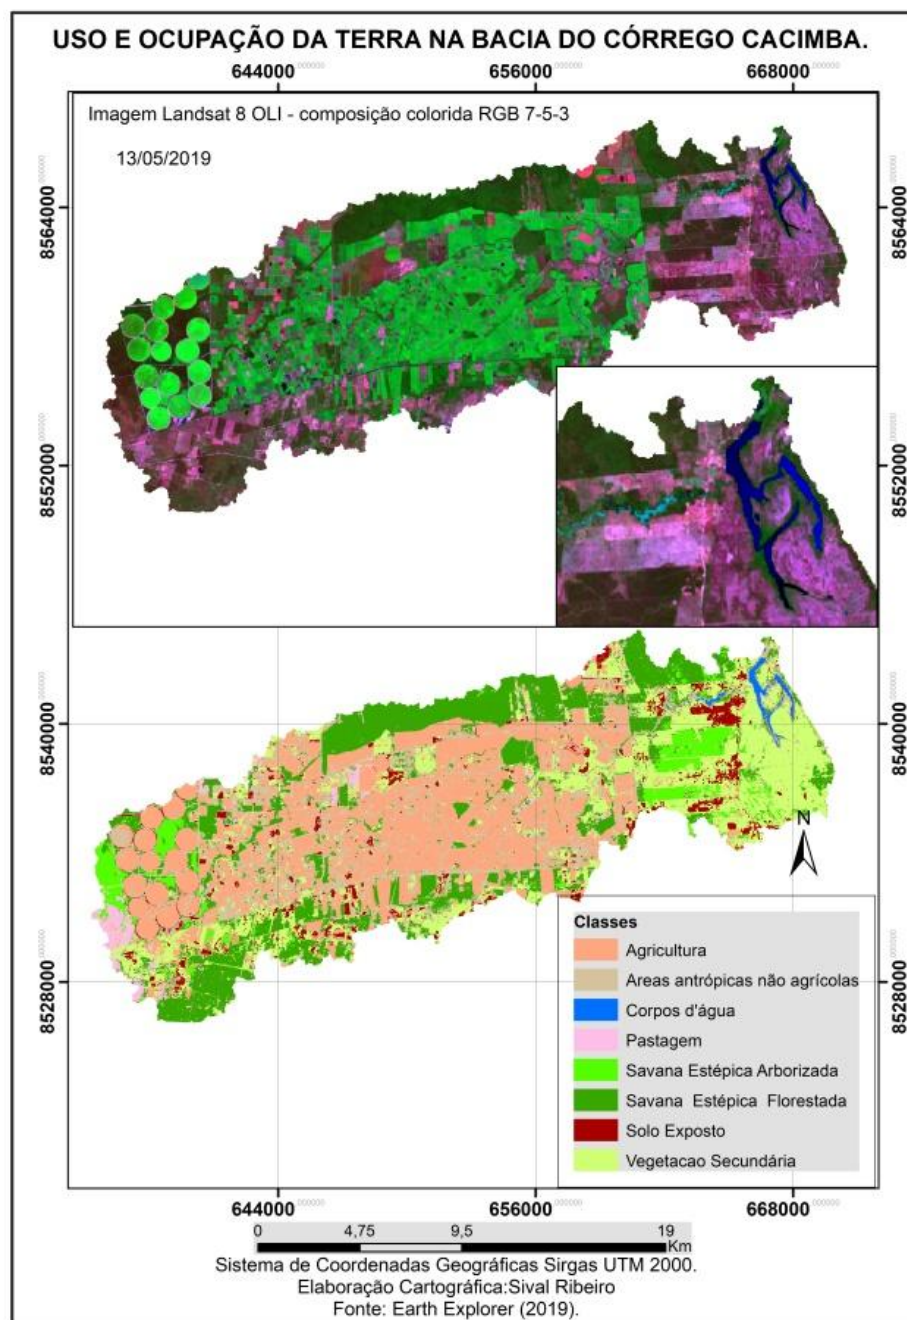 USO E OCUPAÇÃO DA TERRA NA BACIA DO CÓRREGO CACIMBA.
644000 656000 668000
Imagem Landsat 8 OLI - composição colorida RGB 7-5-3
13/05/2019
8564000 8564000
8552000 8552000
8540000 8540000
N
8528000 8528000
Classes
Agricultura
Areas antrópicas não agrícolas
Corpos d'água
Pastagem
Savana Estépica Arborizada
Savana Estépica Florestada
Solo Exposto
Vegetacao Secundária
644000 656000 668000
0 4,75 9,5 19
Km
Sistema de Coordenadas Geográficas Sirgas UTM 2000.
Elaboração Cartográfica:Sival Ribeiro
Fonte: Earth Explorer (2019).